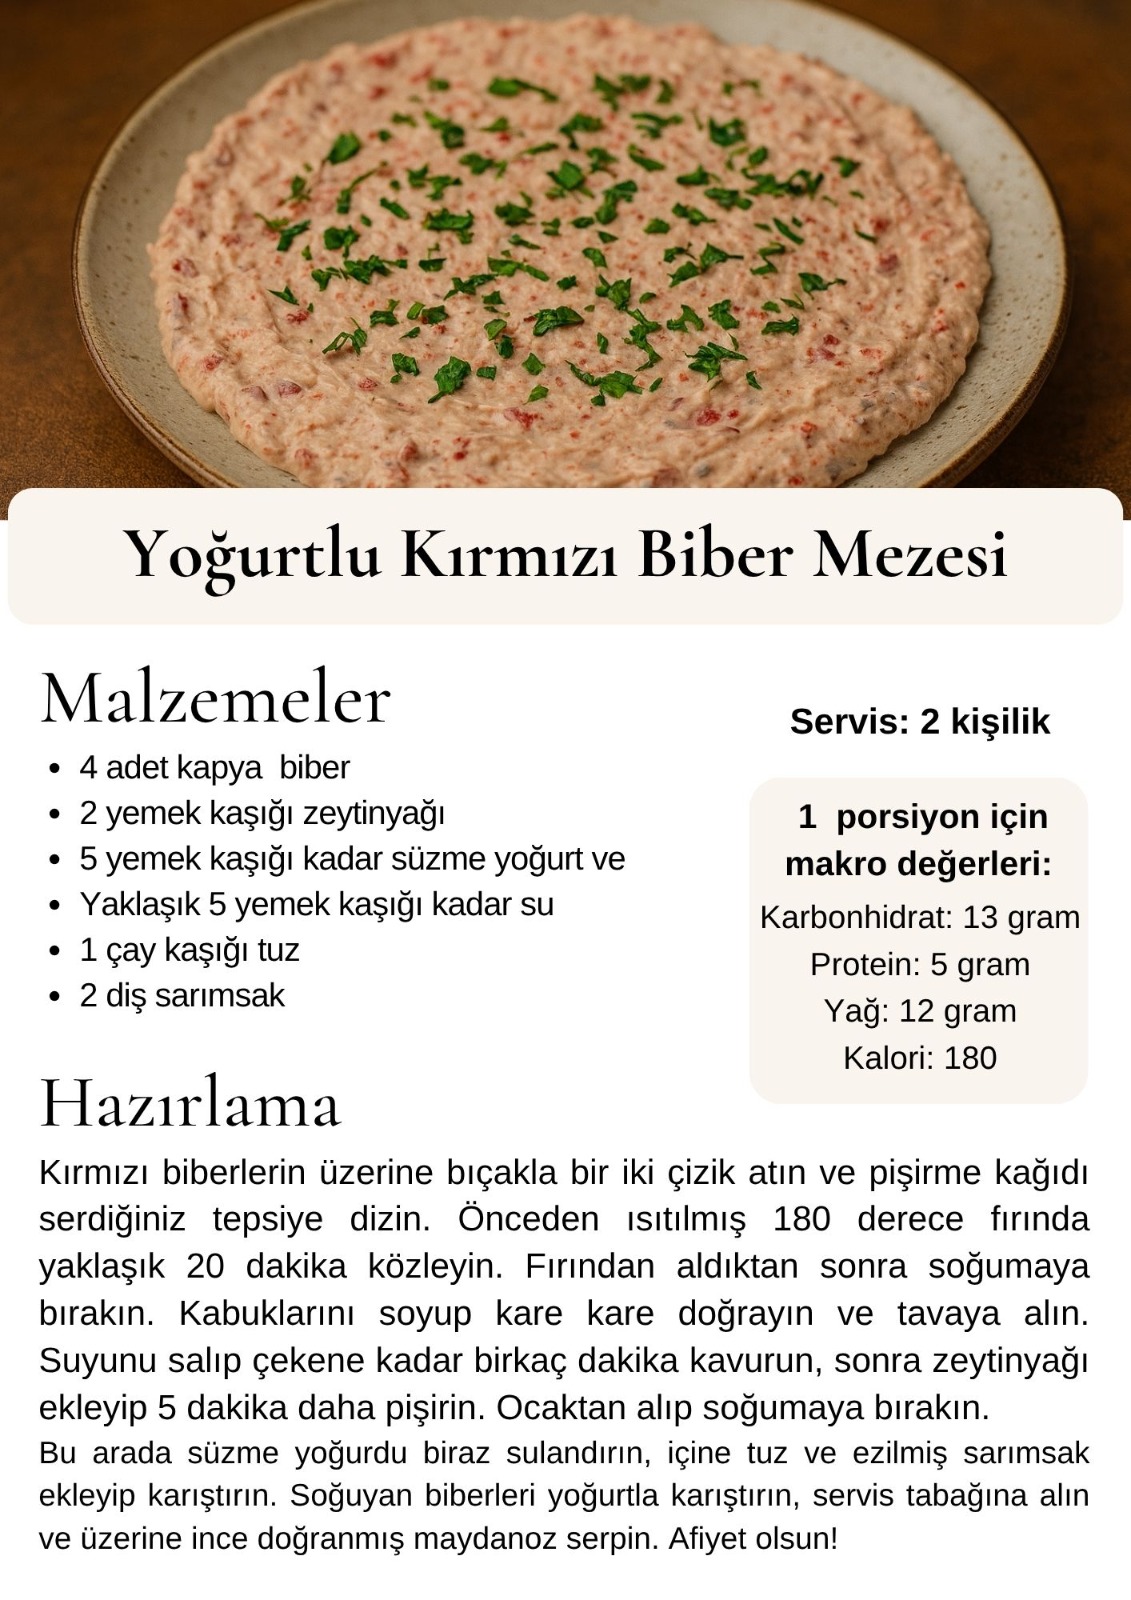 Yoğurtlu Kırmızı Biber Mezesi
Malzemeler
• 4 adet kapya  biber
• 2 yemek kaşığı zeytinyağı
• 5 yemek kaşığı kadar süzme yoğurt ve
• Yaklaşık 5 yemek kaşığı kadar su
• 1 çay kaşığı tuz
• 2 diş sarımsak
Servis: 2 kişilik
1  porsiyon için
makro değerleri:
Karbonhidrat: 13 gram
Protein: 5 gram
Yağ: 12 gram
Kalori: 180
Hazırlama
Kırmızı biberlerin üzerine bıçakla bir iki çizik atın ve pişirme kağıdı
serdiğiniz tepsiye dizin. Önceden ısıtılmış 180 derece fırında
yaklaşık 20 dakika közleyin. Fırından aldıktan sonra soğumaya
bırakın. Kabuklarını soyup kare kare doğrayın ve tavaya alın.
Suyunu salıp çekene kadar birkaç dakika kavurun, sonra zeytinyağı
ekleyip 5 dakika daha pişirin. Ocaktan alıp soğumaya bırakın.
Bu arada süzme yoğurdu biraz sulandırın, içine tuz ve ezilmiş sarımsak
ekleyip karıştırın. Soğuyan biberleri yoğurtla karıştırın, servis tabağına alın
ve üzerine ince doğranmış maydanoz serpin. Afiyet olsun!